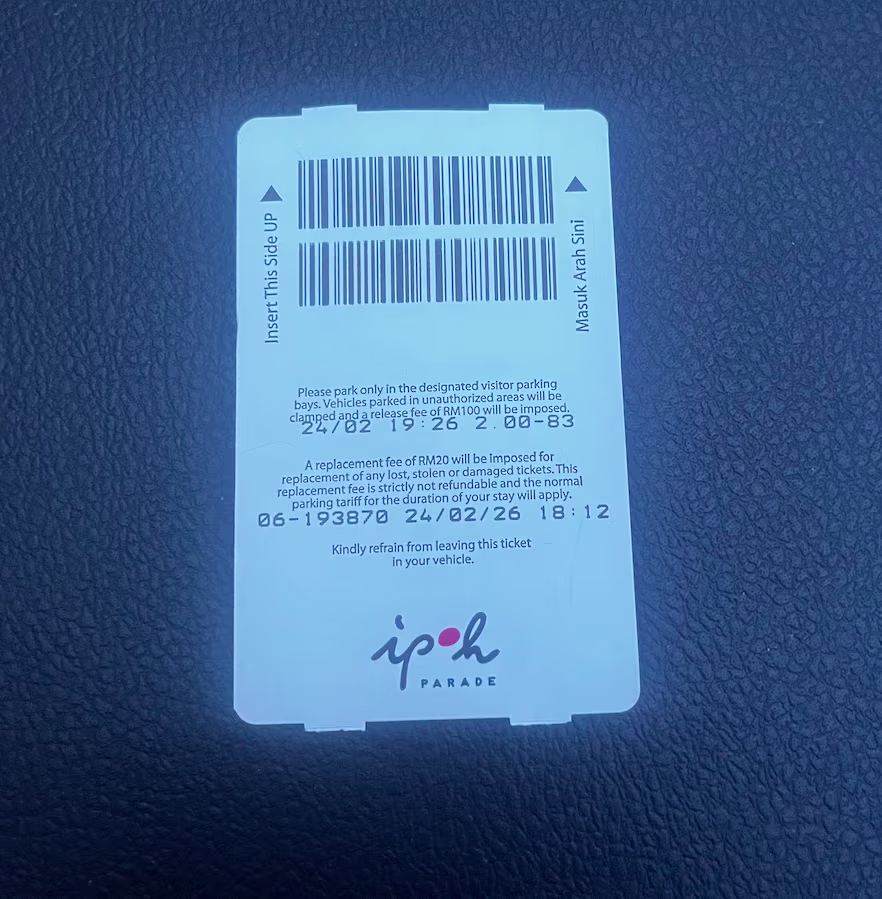 Insert This Side UP
Masuk Arah Sini
Please park only in the designated visitor parking
bays. Vehicles parked in unauthorized areas will be
clamped and a release fee of RM100 will be imposed.
24/02 19:26 2.00-83
A replacement fee of RM20 will be imposed for
replacement of any lost, stolen or damaged tickets. This
replacement fee is strictly not refundable and the normal
parking tariff for the duration of your stay will apply.
06-193870 24/02/26 18:12
Kindly refrain from leaving this ticket
in your vehicle.
ipoh
PARADE